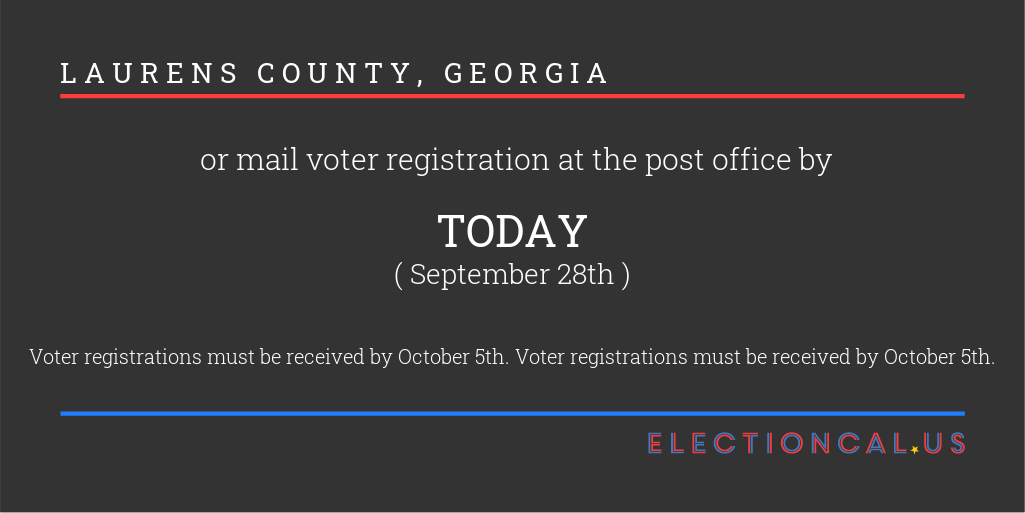 LAURENS COUNTY, GEORGIA
or mail voter registration at the post office by
TODAY
( September 28th )
Voter registrations must be received by October 5th. Voter registrations must be received by October 5th.
ELECTIONCAL.US